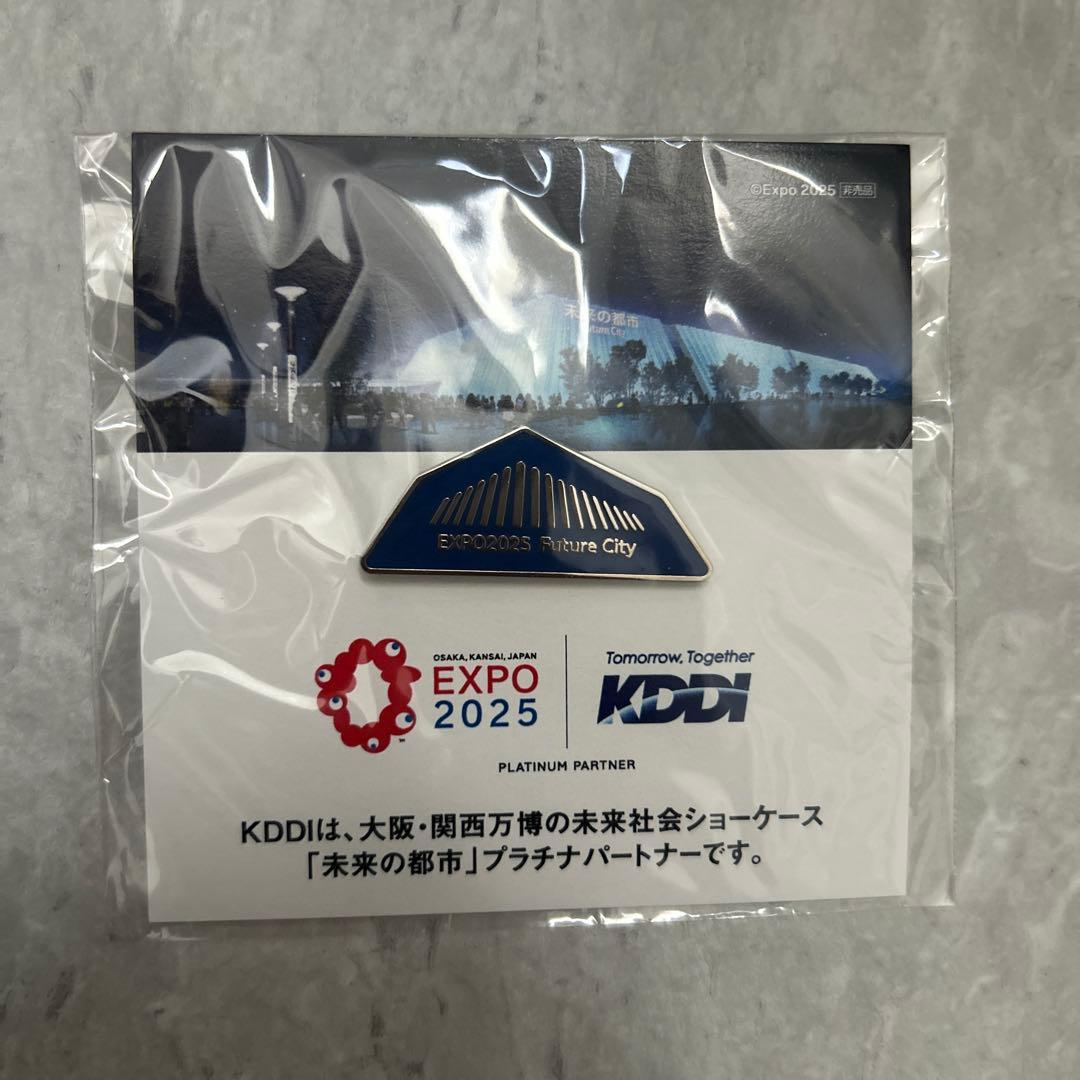 ©Expo 2025 非売品
未来の都市
Future City
EXPO2025 Future City
OSAKA, KANSAI, JAPAN
EXPO
2025
™
Tomorrow, Together
KDDI
PLATINUM PARTNER
KDDIは、大阪・関西万博の未来社会ショーケース
「未来の都市」プラチナパートナーです。